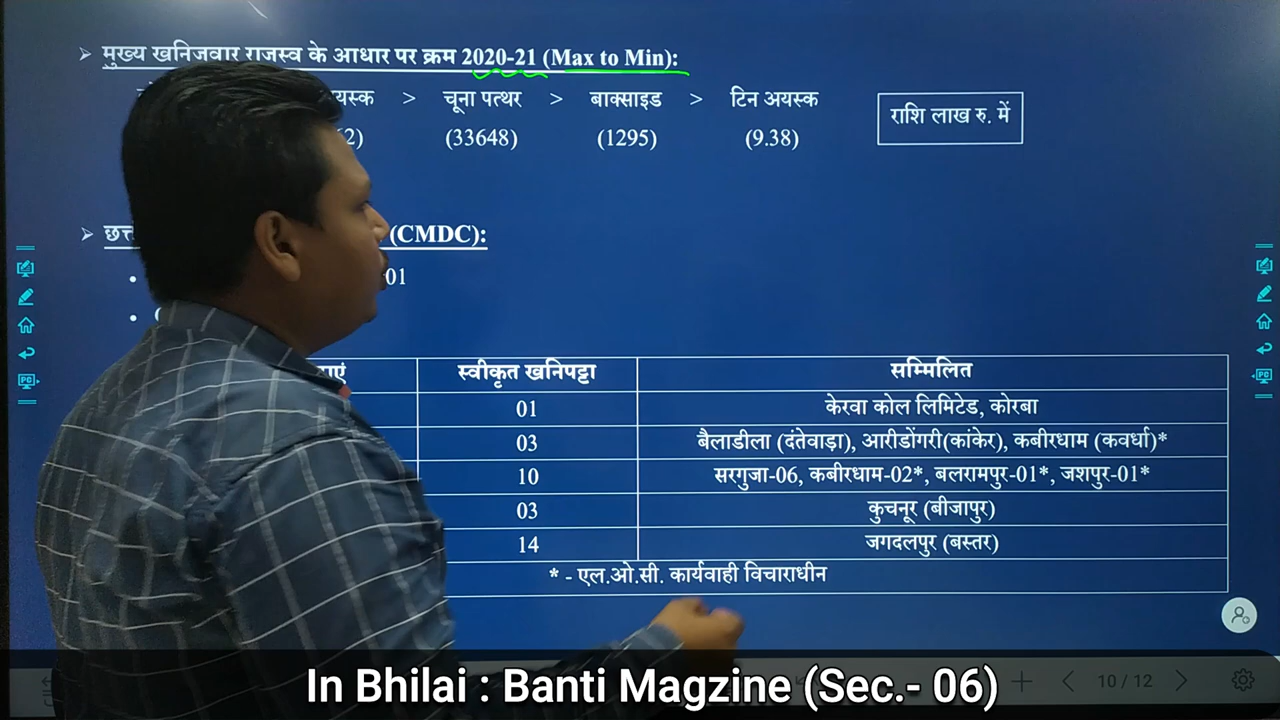 ➢ मुख्य खनिजवार राजस्व के आधार पर क्रम 2020-21 (Max to Min):
> चूना पत्थर > बाक्साइड > टिन अयस्क
(33648) (1295) (9.38)
राशि लाख रु. में
(CMDC):
स्वीकृत खनिपट्टा सम्मिलित
01 केरवा कोल लिमिटेड, कोरबा
03 बैलाडीला (दंतेवाड़ा), आरीडोंगरी(कांकेर), कबीरधाम (कवर्धा)*
10 सरगुजा-06, कबीरधाम-02*, बलरामपुर-01*, जशपुर-01*
03 कुचनूर (बीजापुर)
14 जगदलपुर (बस्तर)
* - एल.ओ.सी. कार्यवाही विचाराधीन
10 / 12
In Bhilai : Banti Magzine (Sec.- 06)